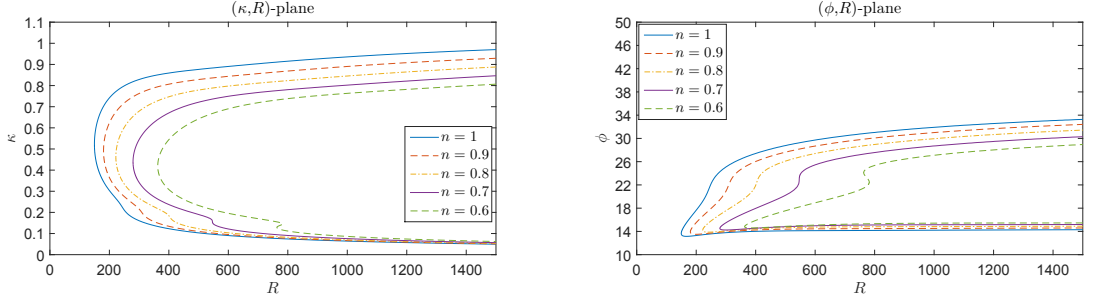 (κ,R)-plane
1.1
1
0.9
0.8
0.7
0.6
0.5
0.4
0.3
0.2
0.1
0
κ
n = 1
n = 0.9
n = 0.8
n = 0.7
n = 0.6
0 200 400 600 800 1000 1200 1400
R
(ϕ,R)-plane
50
46
42
38
34
30
26
22
18
14
10
ϕ
n = 1
n = 0.9
n = 0.8
n = 0.7
n = 0.6
0 200 400 600 800 1000 1200 1400
R